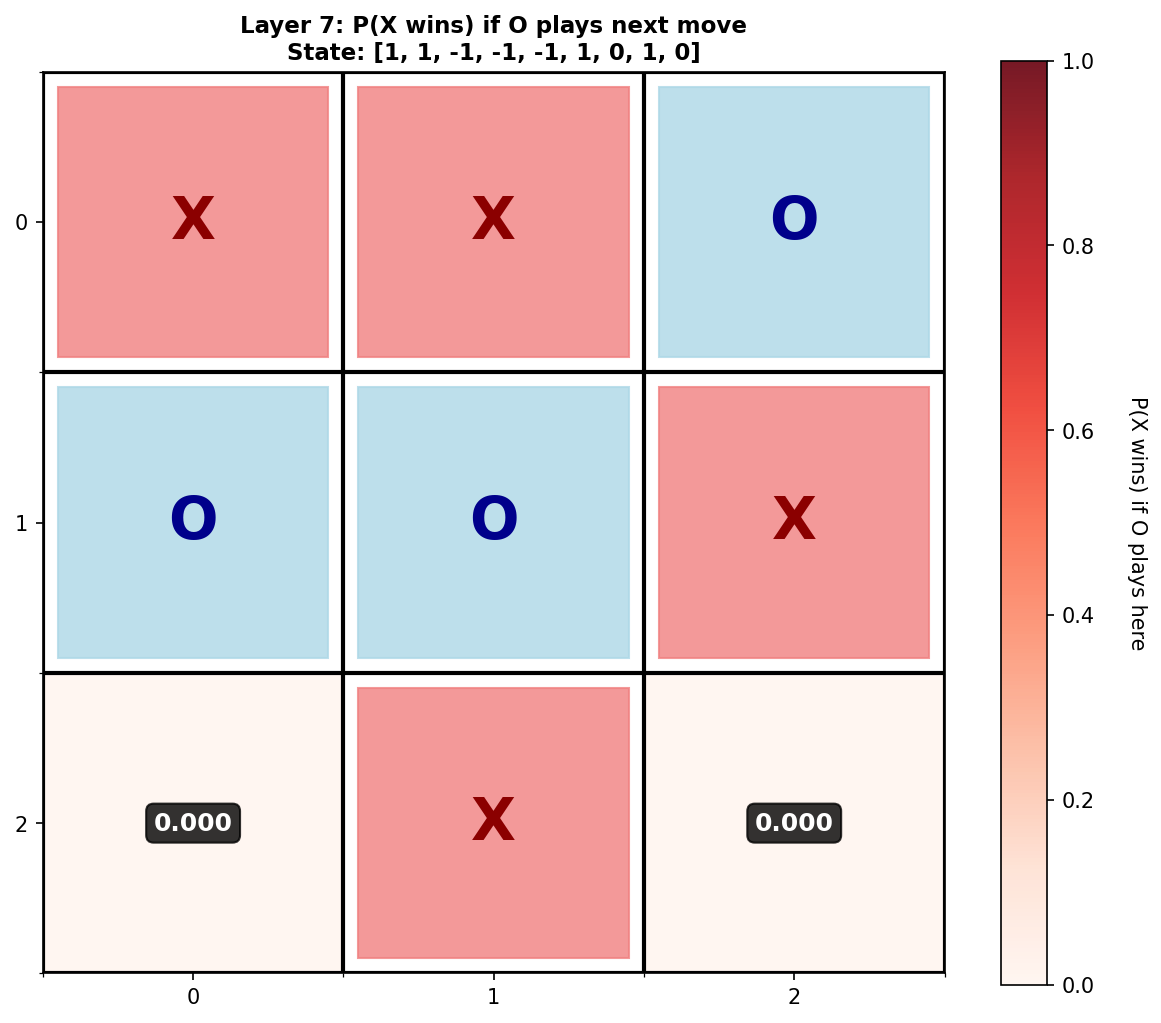 Layer 7: P(X wins) if O plays next move
State: [1, 1, -1, -1, -1, 1, 0, 1, 0]
X X O
O O X
0.000 X 0.000
0
1
2
0 1 2
1.0
0.8
0.6
0.4
0.2
0.0
P(X wins) if O plays here